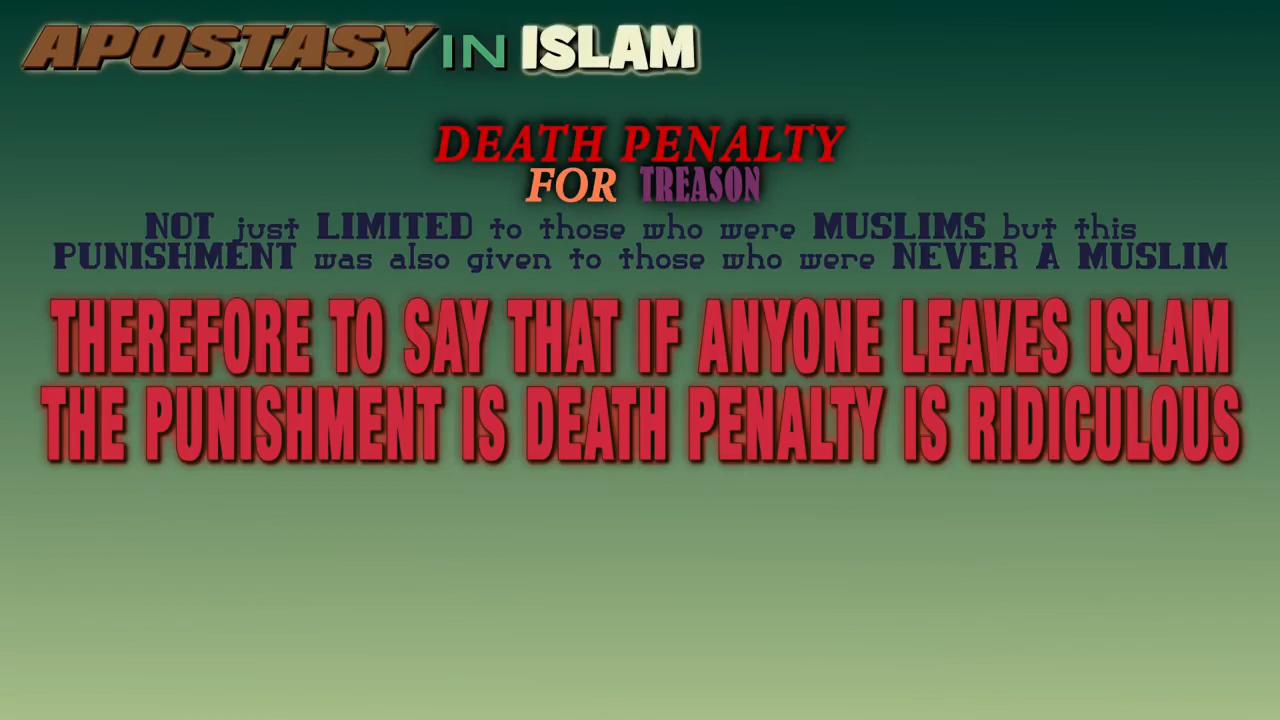 APOSTASY IN ISLAM
DEATH PENALTY
FOR TREASON
NOT just LIMITED to those who were MUSLIMS but this
PUNISHMENT was also given to those who were NEVER A MUSLIM
THEREFORE TO SAY THAT IF ANYONE LEAVES ISLAM
THE PUNISHMENT IS DEATH PENALTY IS RIDICULOUS